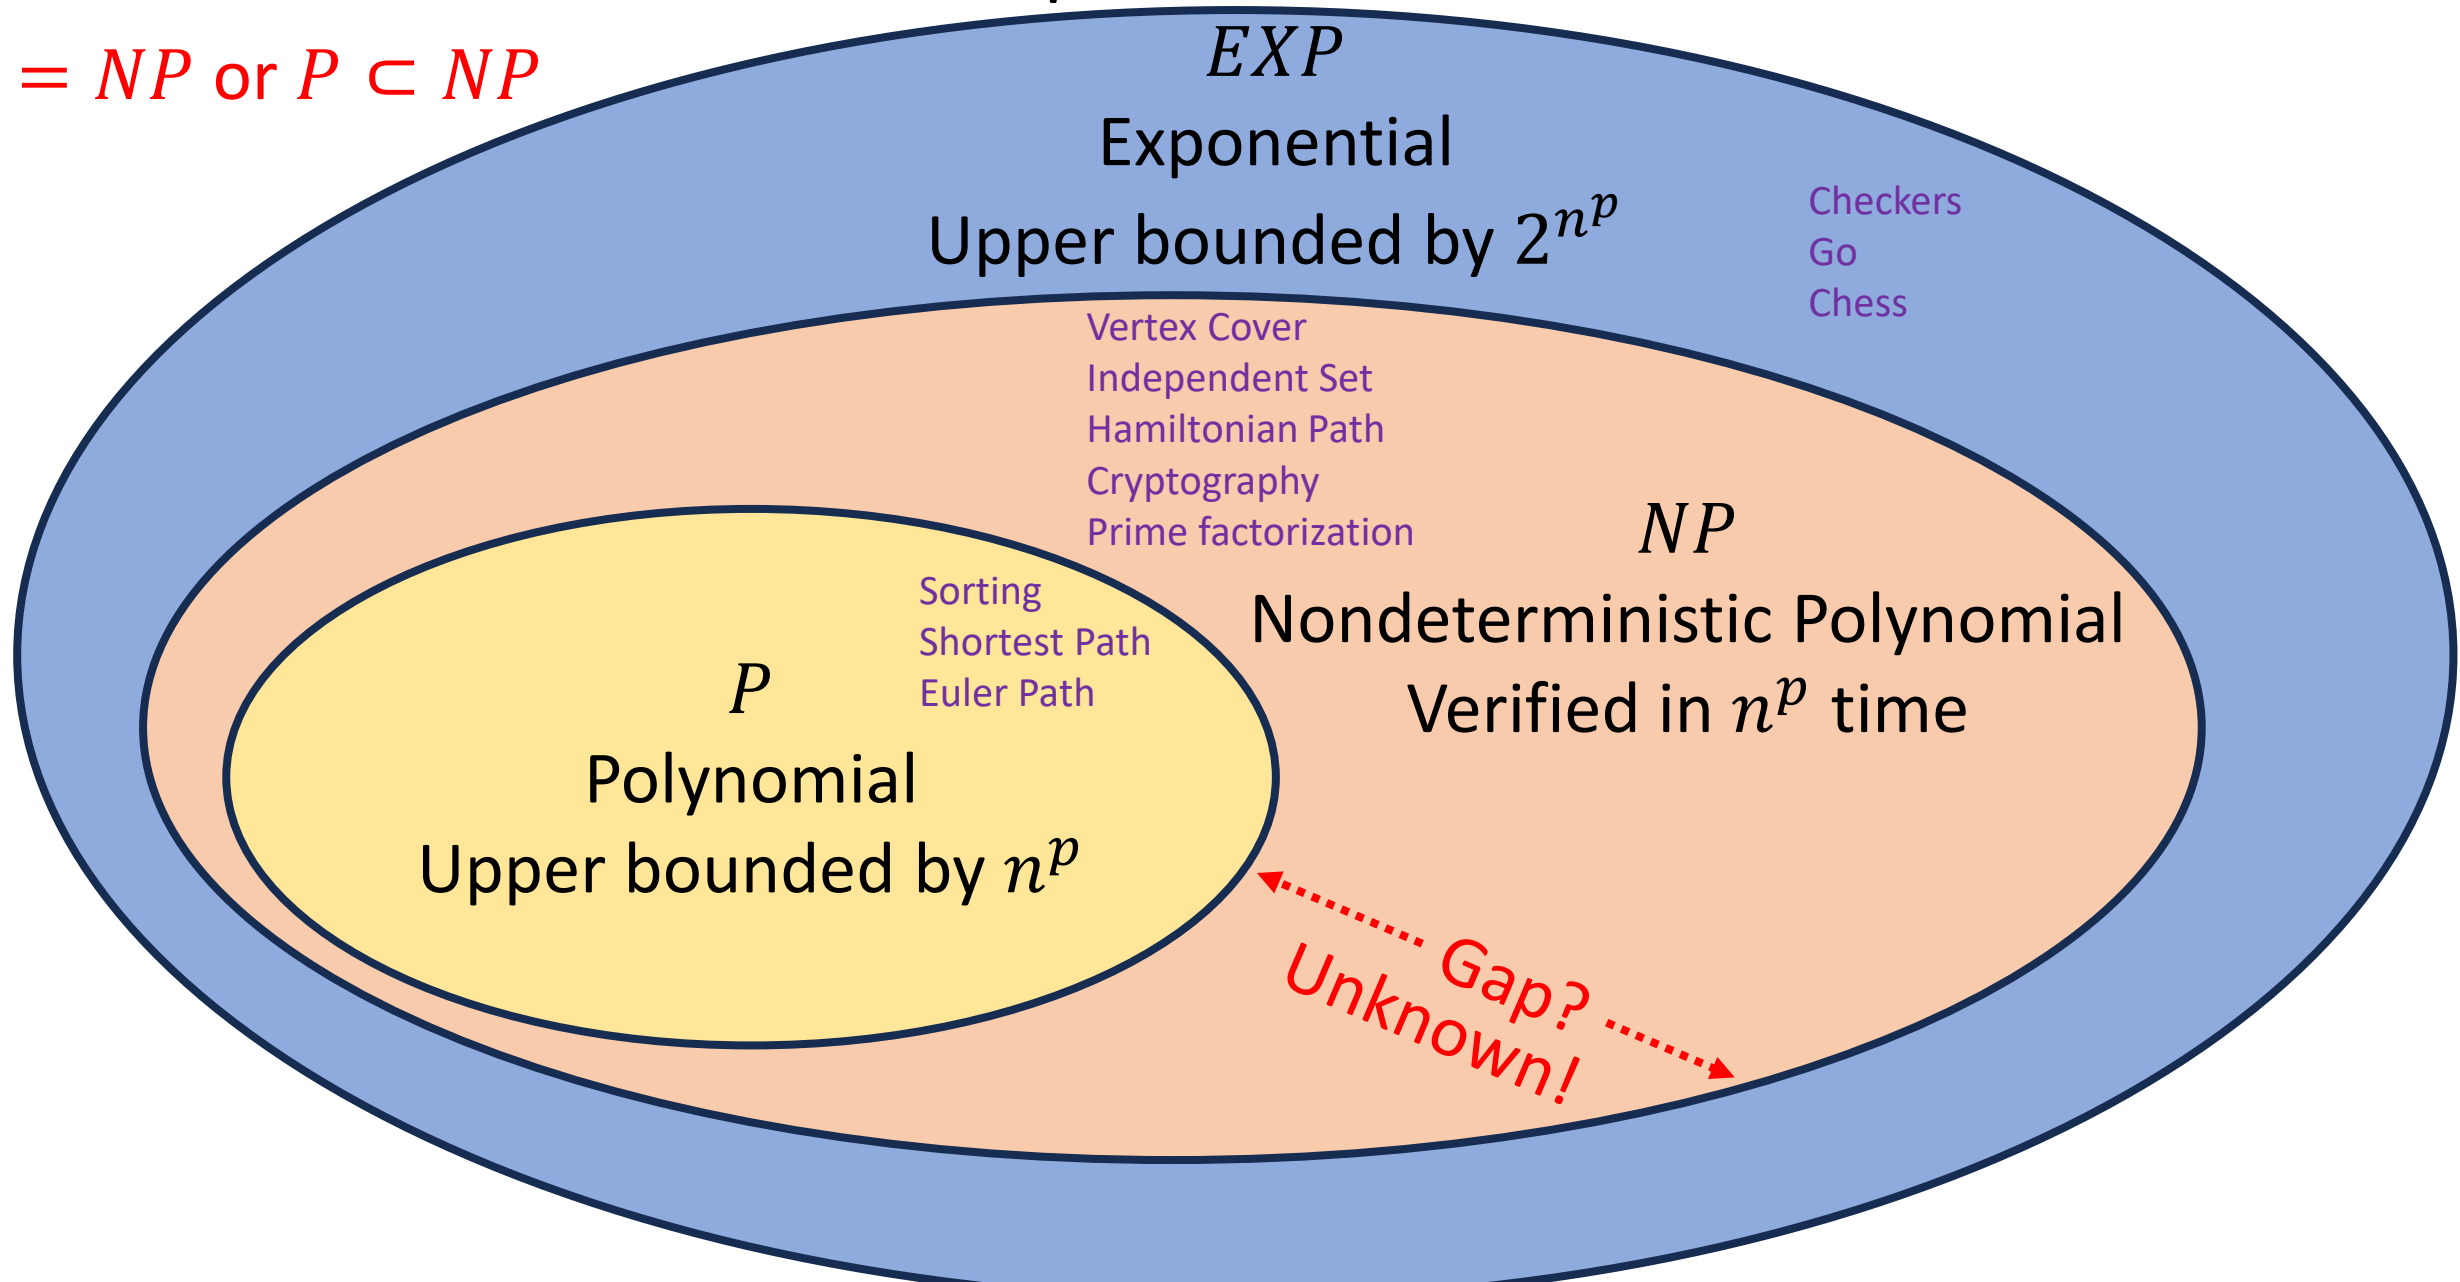 = NP or P ⊂ NP
EXP
Exponential
Upper bounded by 2^{n^p}
Checkers
Go
Chess
Vertex Cover
Independent Set
Hamiltonian Path
Cryptography
Prime factorization
NP
Nondeterministic Polynomial
Verified in n^p time
Sorting
Shortest Path
Euler Path
P
Polynomial
Upper bounded by n^p
Gap?
Unknown!